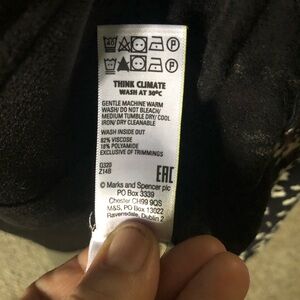 THINK CLIMATE
WASH AT 30°C
GENTLE MACHINE WARM
WASH/ DO NOT BLEACH/
MEDIUM TUMBLE DRY/ COOL
IRON/ DRY CLEANABLE
WASH INSIDE OUT
82% VISCOSE
18% POLYAMIDE
EXCLUSIVE OF TRIMMINGS
Z14B
EAC
© Marks and Spencer plc
PO Box 3339
Chester CH99 9QS
M&S, PO Box 13022
Ravensdale, Dublin 2